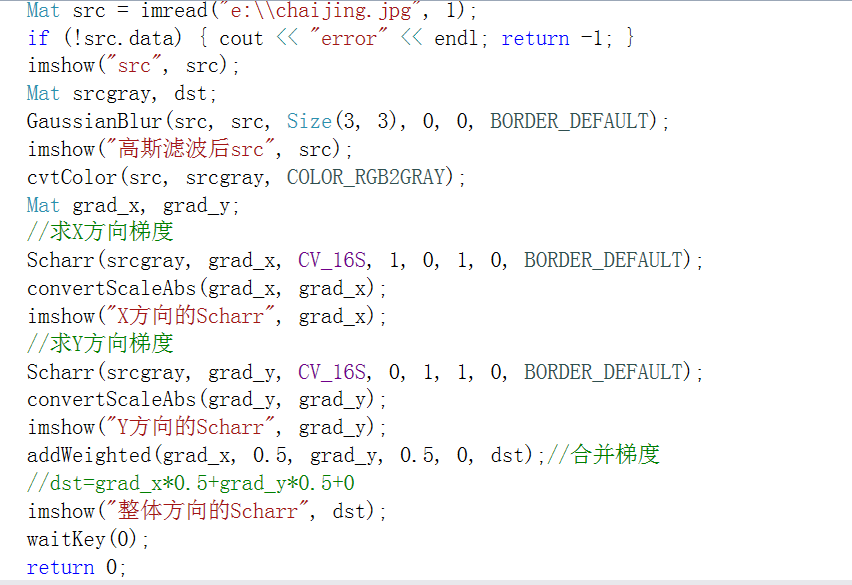 Mat src = imread("e:\\chaijing.jpg", 1);
if (!src.data) { cout << "error" << endl; return -1; }
imshow("src", src);
Mat srcgray, dst;
GaussianBlur(src, src, Size(3, 3), 0, 0, BORDER_DEFAULT);
imshow("高斯滤波后src", src);
cvtColor(src, srcgray, COLOR_RGB2GRAY);
Mat grad_x, grad_y;
//求X方向梯度
Scharr(srcgray, grad_x, CV_16S, 1, 0, 1, 0, BORDER_DEFAULT);
convertScaleAbs(grad_x, grad_x);
imshow("X方向的Scharr", grad_x);
//求Y方向梯度
Scharr(srcgray, grad_y, CV_16S, 0, 1, 1, 0, BORDER_DEFAULT);
convertScaleAbs(grad_y, grad_y);
imshow("Y方向的Scharr", grad_y);
addWeighted(grad_x, 0.5, grad_y, 0.5, 0, dst);//合并梯度
//dst=grad_x*0.5+grad_y*0.5+0
imshow("整体方向的Scharr", dst);
waitKey(0);
return 0;